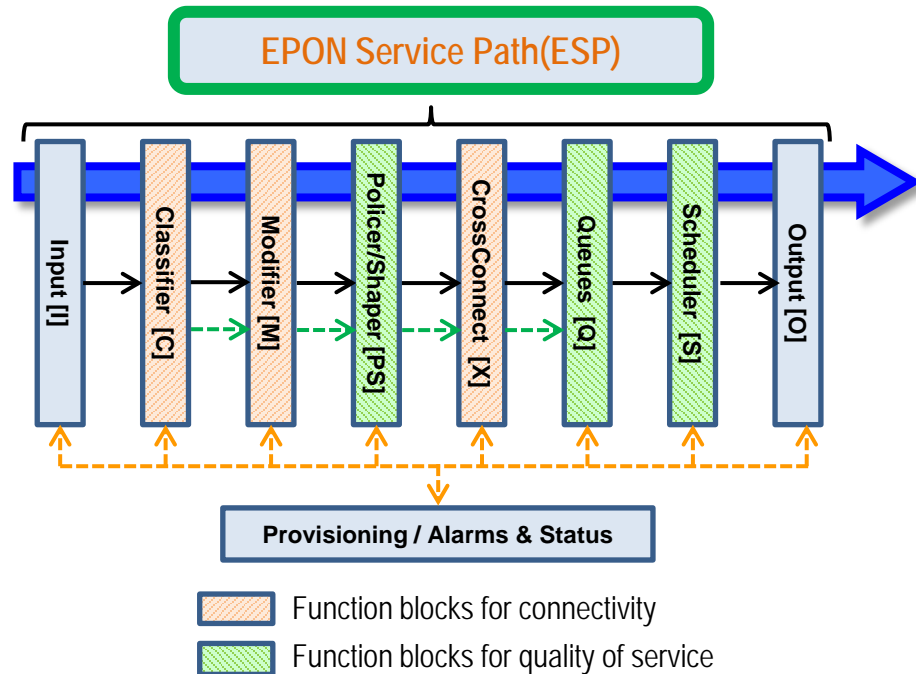 EPON Service Path(ESP)
Input [I]
Classifier [C]
Modifier [M]
Policer/Shaper [PS]
CrossConnect [X]
Queues [Q]
Scheduler [S]
Output [O]
Provisioning / Alarms & Status
Function blocks for connectivity
Function blocks for quality of service